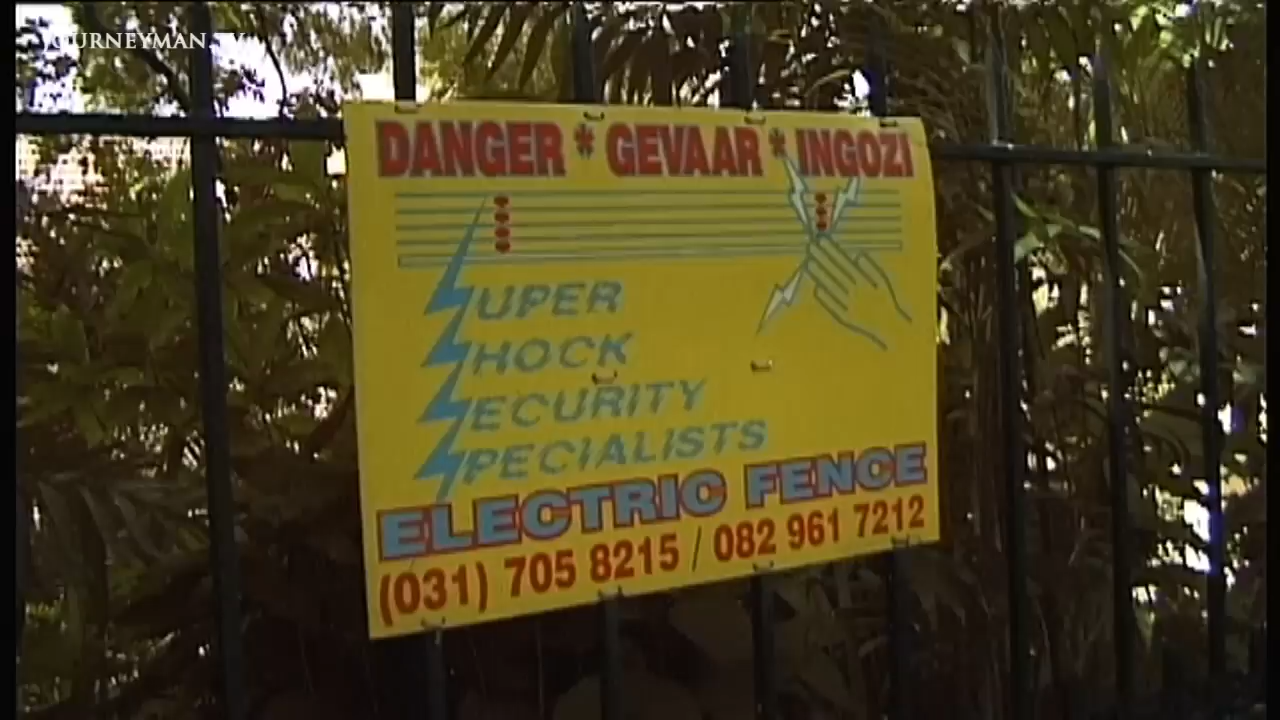 JOURNEYMAN.TV
DANGER * GEVAAR * INGOZI
SUPER
SHOCK
SECURITY
SPECIALISTS
ELECTRIC FENCE
(031) 705 8215 / 082 961 7212